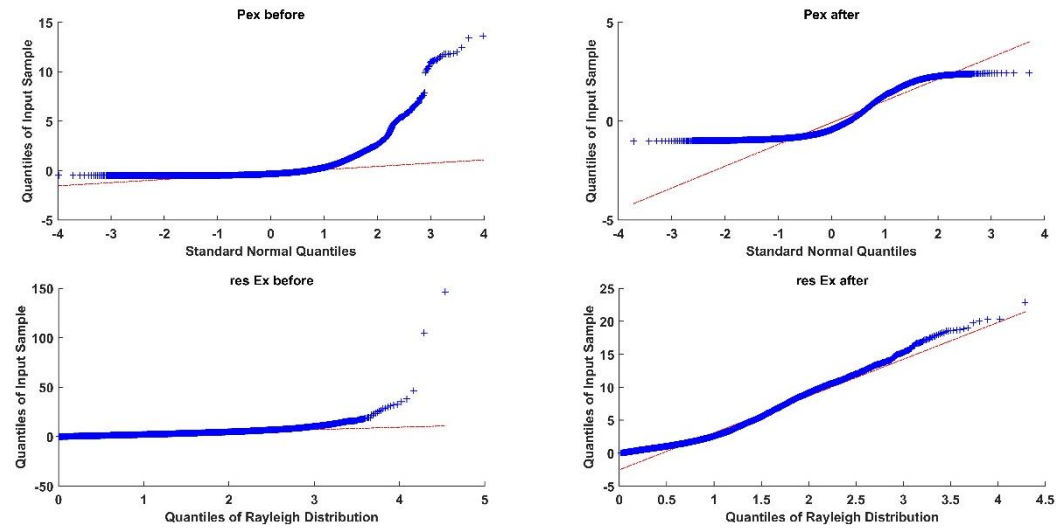 Pex before
15
10
5
0
-5
Quantiles of Input Sample
-4 -3 -2 -1 0 1 2 3 4
Standard Normal Quantiles
Pex after
5
0
-5
Quantiles of Input Sample
-4 -3 -2 -1 0 1 2 3 4
Standard Normal Quantiles
res Ex before
150
100
50
0
-50
Quantiles of Input Sample
0 1 2 3 4 5
Quantiles of Rayleigh Distribution
res Ex after
25
20
15
10
5
0
-5
Quantiles of Input Sample
0 0.5 1 1.5 2 2.5 3 3.5 4 4.5
Quantiles of Rayleigh Distribution